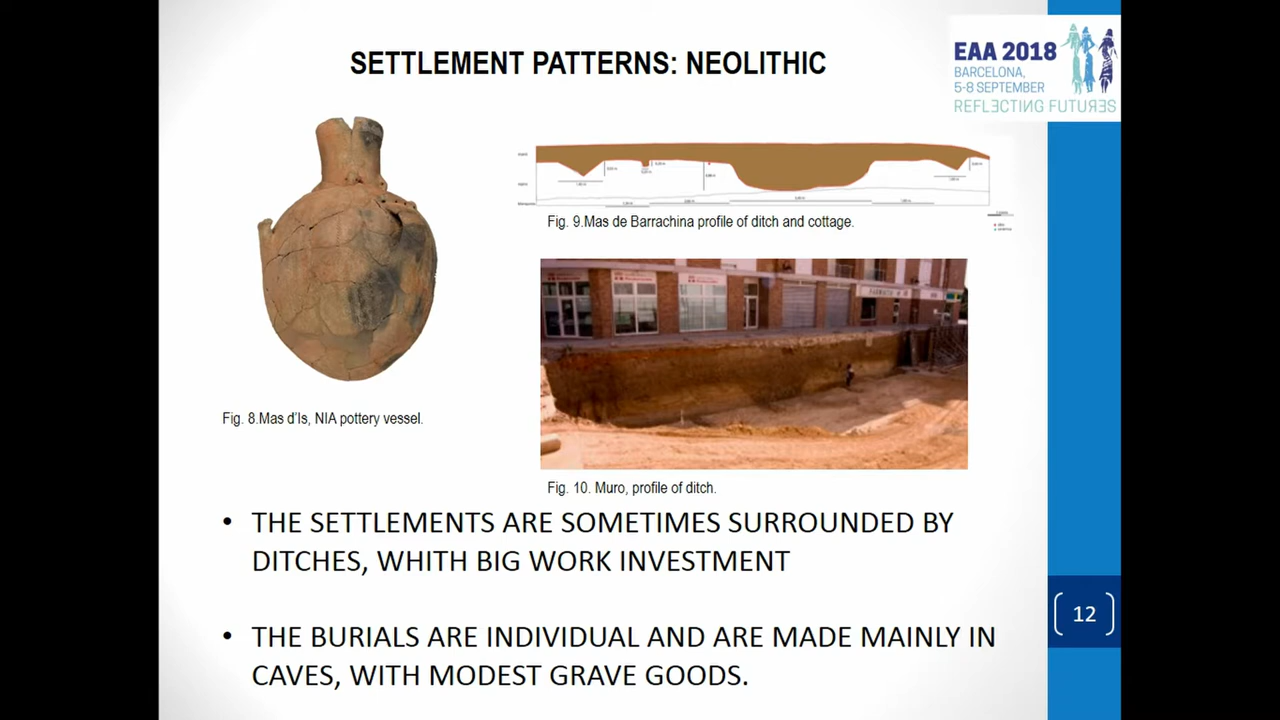 SETTLEMENT PATTERNS: NEOLITHIC
EAA 2018
BARCELONA,
5-8 SEPTEMBER
REFLECTING FUTURES
Fig. 9.Mas de Barrachina profile of ditch and cottage.
Fig. 8.Mas d'Is, NIA pottery vessel.
Fig. 10. Muro, profile of ditch.
• THE SETTLEMENTS ARE SOMETIMES SURROUNDED BY
DITCHES, WHITH BIG WORK INVESTMENT
12
• THE BURIALS ARE INDIVIDUAL AND ARE MADE MAINLY IN
CAVES, WITH MODEST GRAVE GOODS.